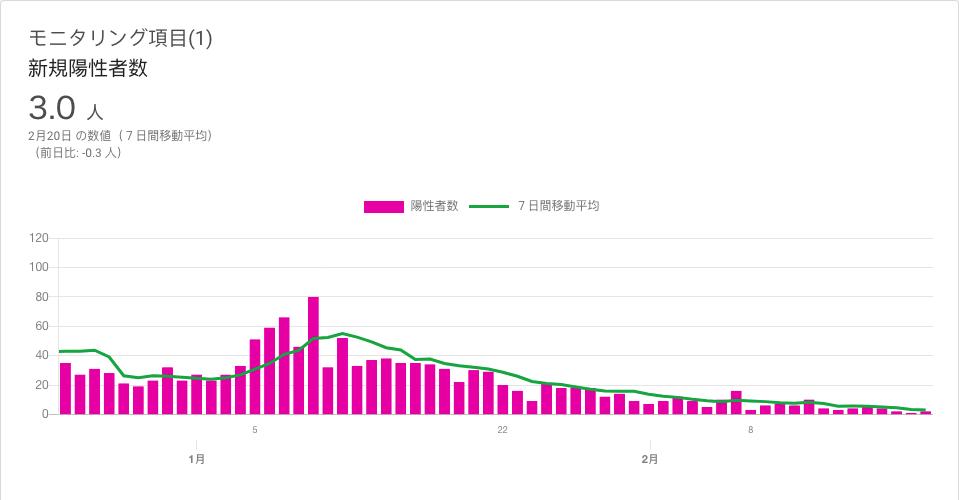 モニタリング項目(1)
新規陽性者数
3.0 人
2月20日 の数値（７日間移動平均）
（前日比: -0.3 人）
陽性者数 ７日間移動平均
120
100
80
60
40
20
0
5 22 8
1月 2月